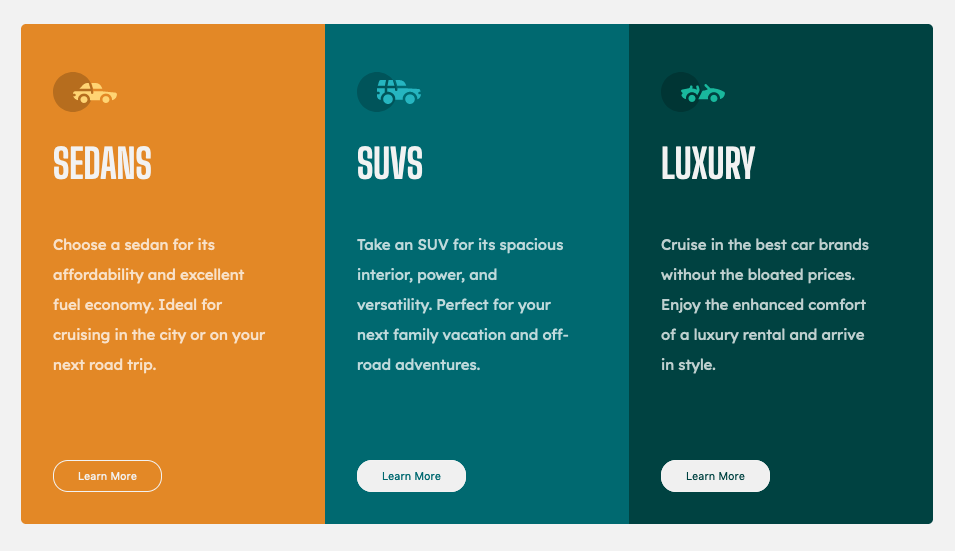 SEDANS
Choose a sedan for its
affordability and excellent
fuel economy. Ideal for
cruising in the city or on your
next road trip.
Learn More
SUVS
Take an SUV for its spacious
interior, power, and
versatility. Perfect for your
next family vacation and off-
road adventures.
Learn More
LUXURY
Cruise in the best car brands
without the bloated prices.
Enjoy the enhanced comfort
of a luxury rental and arrive
in style.
Learn More